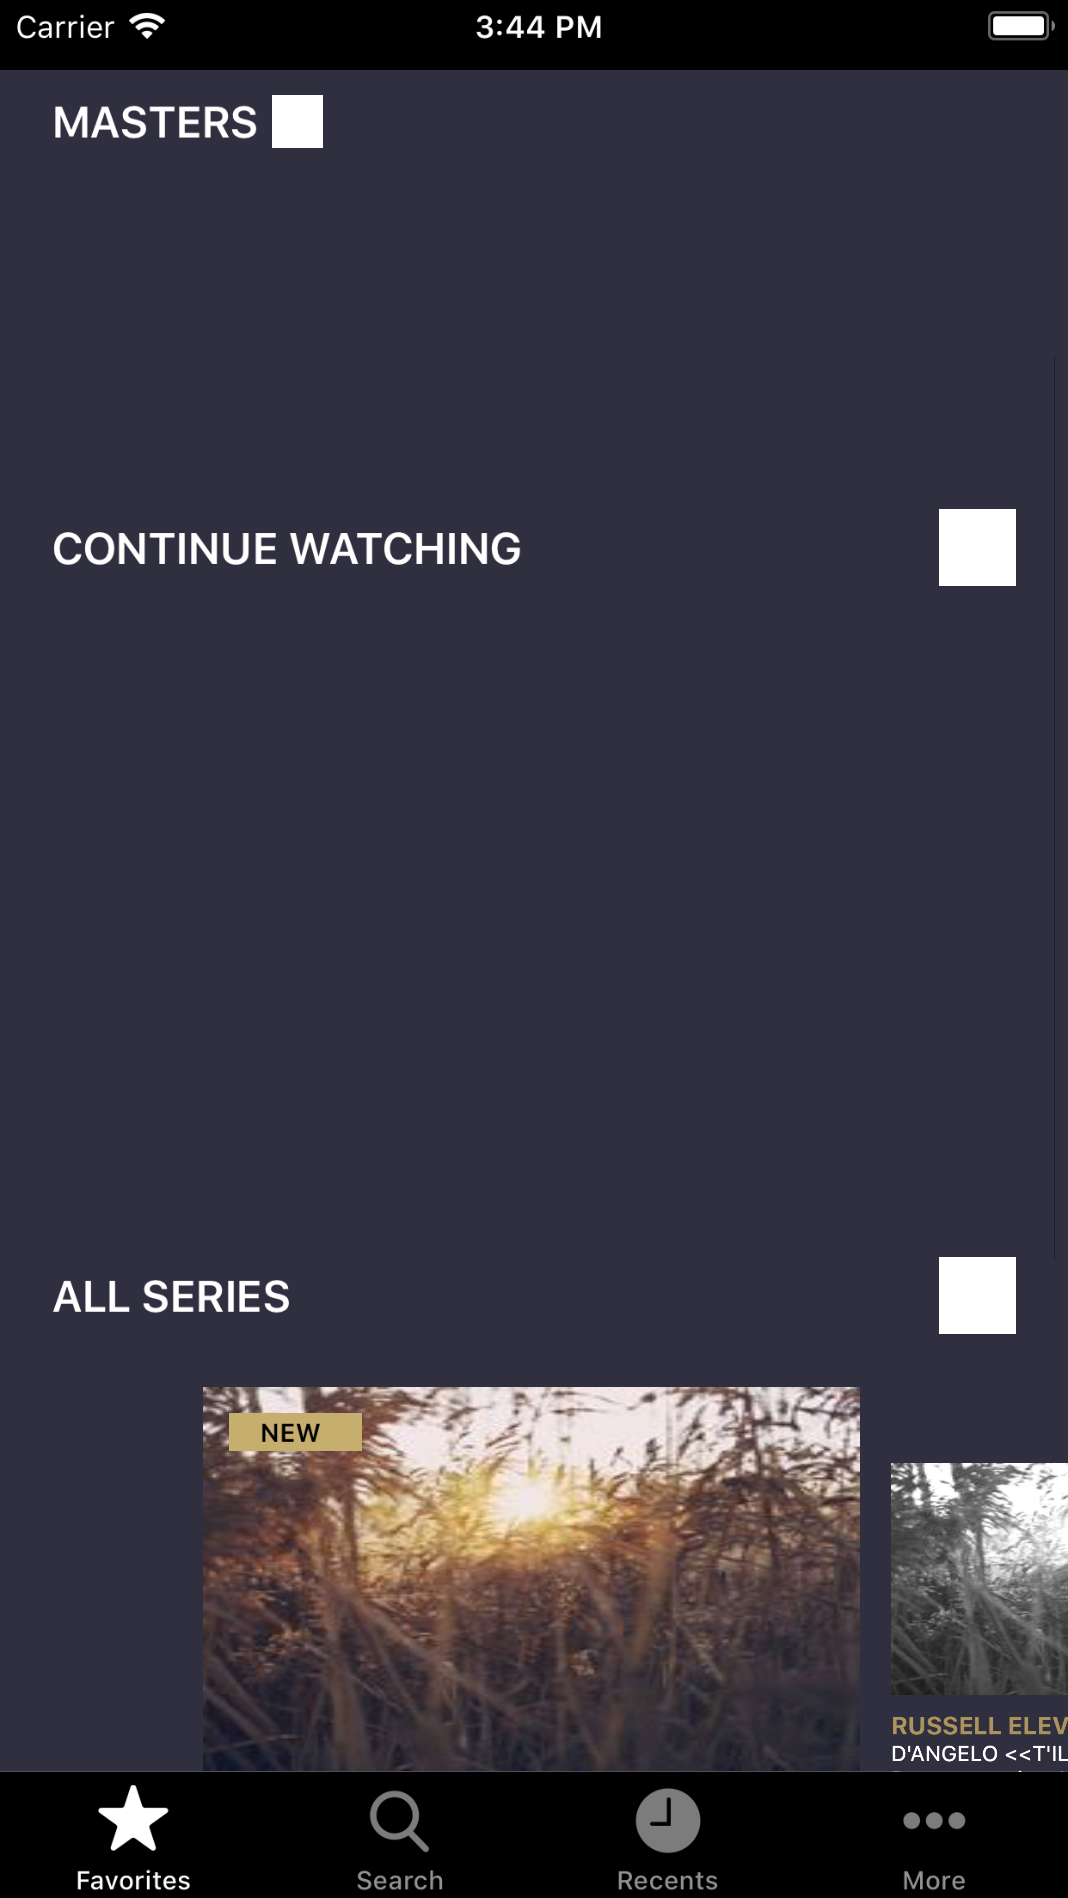 Carrier
3:44 PM
MASTERS
CONTINUE WATCHING
ALL SERIES
NEW
RUSSELL ELEV
D'ANGELO <<T'IL
Favorites
Search
Recents
More